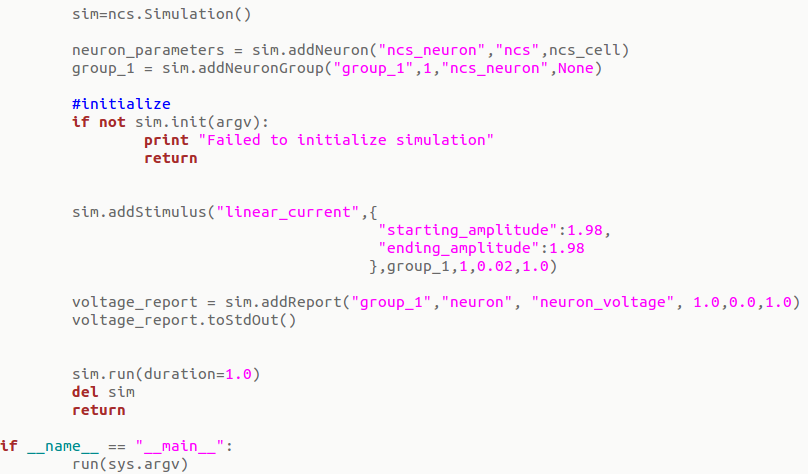 sim=ncs.Simulation()
neuron_parameters = sim.addNeuron("ncs_neuron","ncs",ncs_cell)
group_1 = sim.addNeuronGroup("group_1",1,"ncs_neuron",None)
#initialize
if not sim.init(argv):
print "Failed to initialize simulation"
return
sim.addStimulus("linear_current",{
"starting_amplitude":1.98,
"ending_amplitude":1.98
},group_1,1,0.02,1.0)
voltage_report = sim.addReport("group_1","neuron", "neuron_voltage", 1.0,0.0,1.0)
voltage_report.toStdOut()
sim.run(duration=1.0)
del sim
return
if __name__ == "__main__":
run(sys.argv)